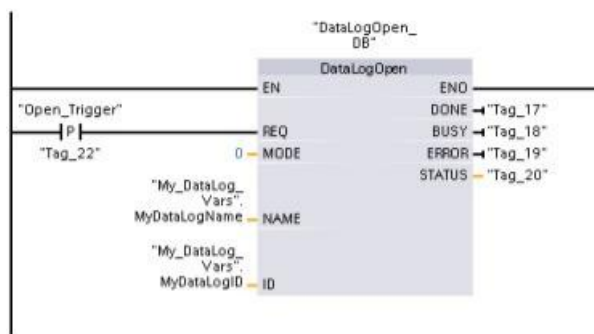 "DataLogOpen_
DB"
DataLogOpen
EN
ENO
"Open_Trigger"
P
"Tag_22"
REQ
DONE
"Tag_17"
BUSY
"Tag_18"
0
MODE
ERROR
"Tag_19"
STATUS
"Tag_20"
"My_DataLog_
Vars".
MyDataLogName
NAME
"My_DataLog_
Vars".
MyDataLogID
ID